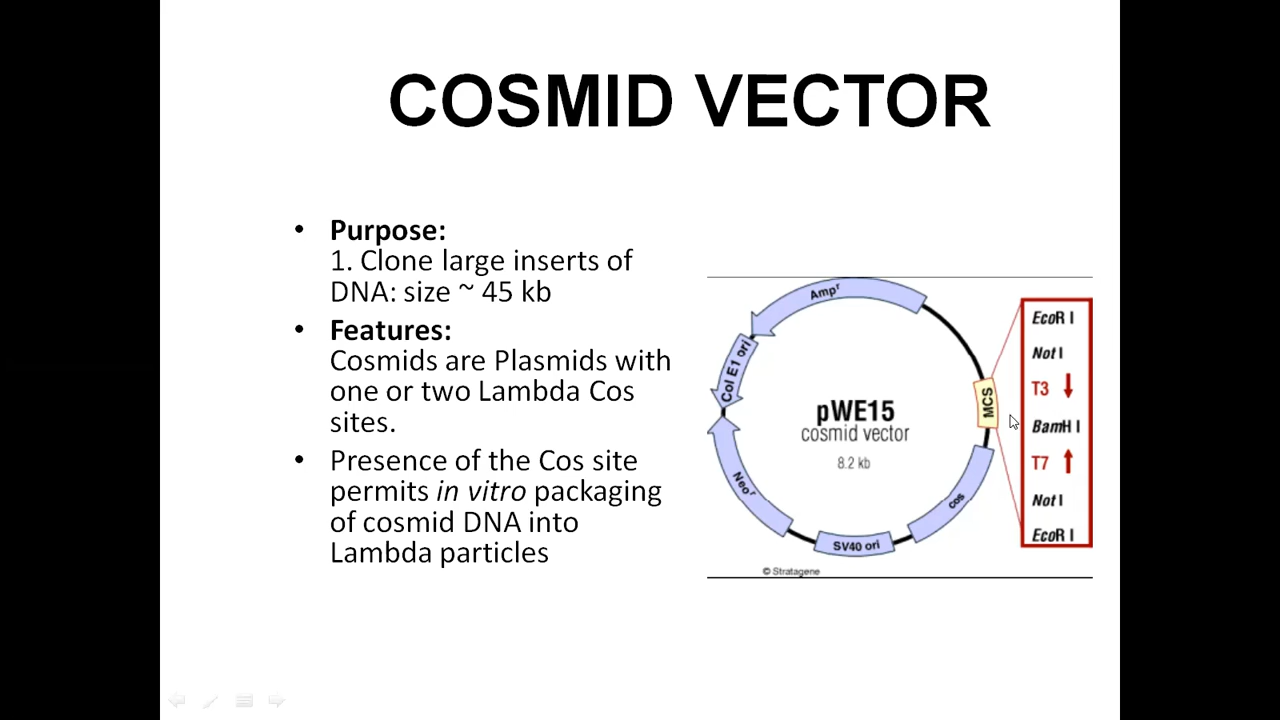 COSMID VECTOR
• Purpose:
1. Clone large inserts of
DNA: size ~ 45 kb
• Features:
Cosmids are Plasmids with
one or two Lambda Cos
sites.
• Presence of the Cos site
permits in vitro packaging
of cosmid DNA into
Lambda particles
Ampʳ
Col E1 ori
Neoʳ
SV40 ori
cos
MCS
pWE15
cosmid vector
8.2 kb
© Stratagene
EcoR I
Not I
T3 ↓
BamH I
T7 ↑
Not I
EcoR I